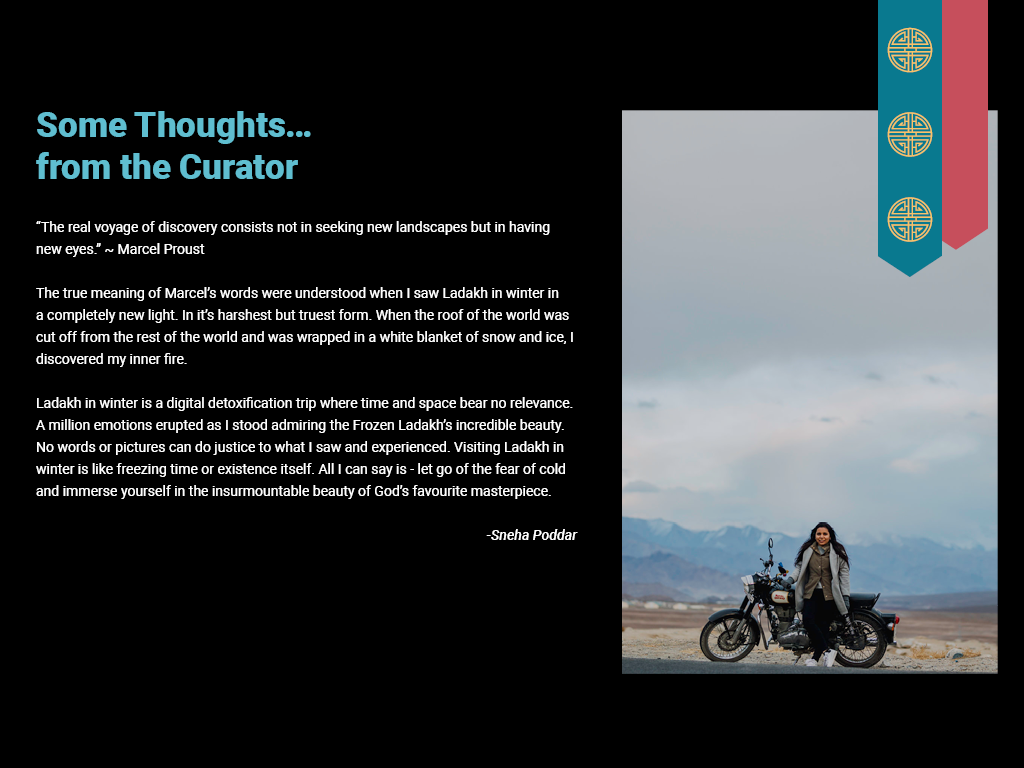 Some Thoughts...
from the Curator
“The real voyage of discovery consists not in seeking new landscapes but in having
new eyes.” ~ Marcel Proust
The true meaning of Marcel’s words were understood when I saw Ladakh in winter in
a completely new light. In it’s harshest but truest form. When the roof of the world was
cut off from the rest of the world and was wrapped in a white blanket of snow and ice, I
discovered my inner fire.
Ladakh in winter is a digital detoxification trip where time and space bear no relevance.
A million emotions erupted as I stood admiring the Frozen Ladakh’s incredible beauty.
No words or pictures can do justice to what I saw and experienced. Visiting Ladakh in
winter is like freezing time or existence itself. All I can say is - let go of the fear of cold
and immerse yourself in the insurmountable beauty of God’s favourite masterpiece.
-Sneha Poddar